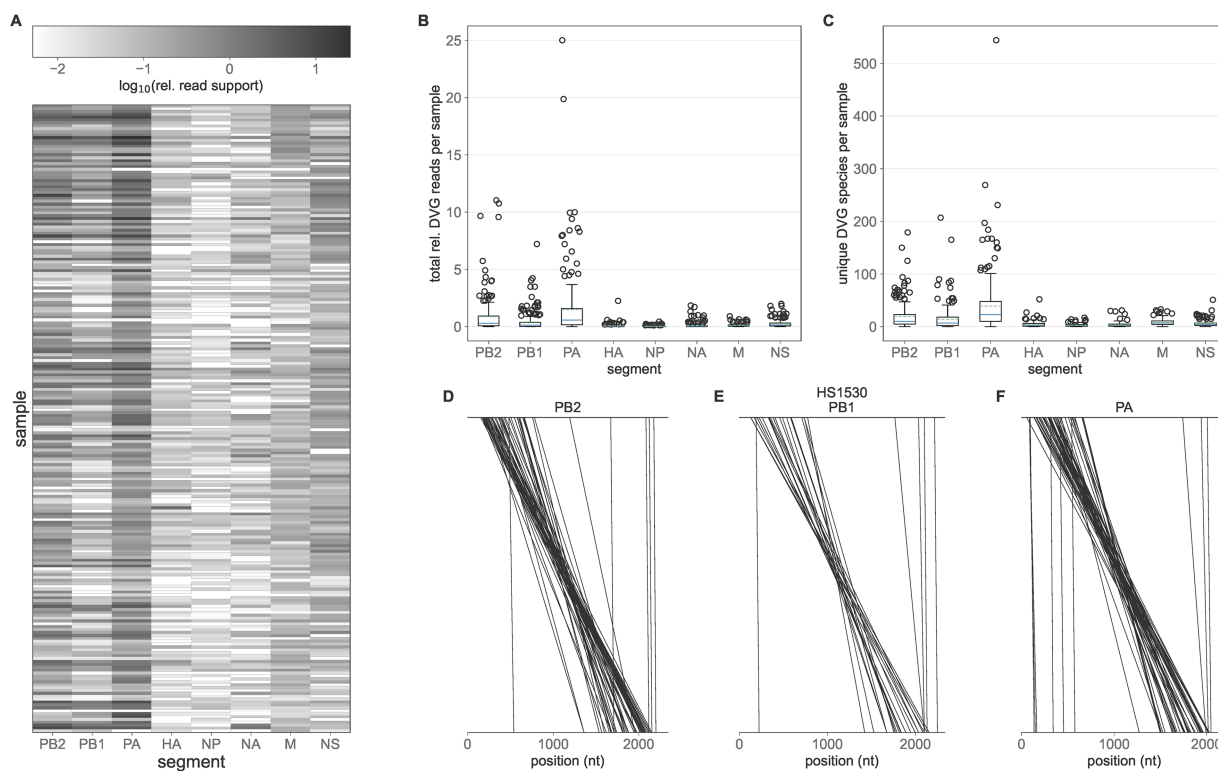 A
−2 −1 0 1
log10(rel. read support)
sample
PB2 PB1 PA HA NP NA M NS
segment
B
total rel. DVG reads per sample
25
20
15
10
5
0
PB2 PB1 PA HA NP NA M NS
segment
C
unique DVG species per sample
500
400
300
200
100
0
PB2 PB1 PA HA NP NA M NS
segment
HS1530
D PB2
0 1000 2000
position (nt)
E PB1
0 1000 2000
position (nt)
F PA
0 1000 2000
position (nt)